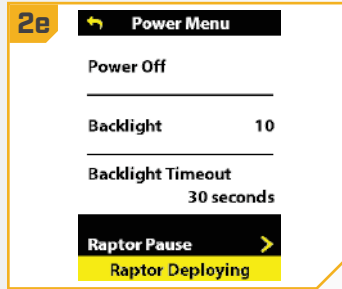 2e
Power Menu
Power Off
Backlight 10
Backlight Timeout
30 seconds
Raptor Pause >
Raptor Deploying